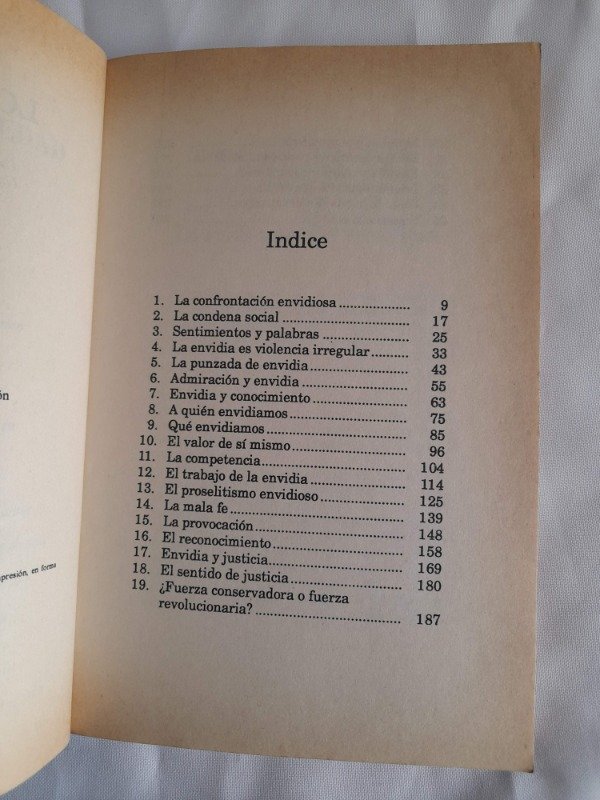 ón
presión, en forma
Indice
1. La confrontación envidiosa .................... 9
2. La condena social .................... 17
3. Sentimientos y palabras .................... 25
4. La envidia es violencia irregular .................... 33
5. La punzada de envidia .................... 43
6. Admiración y envidia .................... 55
7. Envidia y conocimiento .................... 63
8. A quién envidiamos .................... 75
9. Qué envidiamos .................... 85
10. El valor de sí mismo .................... 96
11. La competencia .................... 104
12. El trabajo de la envidia .................... 114
13. El proselitismo envidioso .................... 125
14. La mala fe .................... 139
15. La provocación .................... 148
16. El reconocimiento .................... 158
17. Envidia y justicia .................... 169
18. El sentido de justicia .................... 180
19. ¿Fuerza conservadora o fuerza
revolucionaria? .................... 187